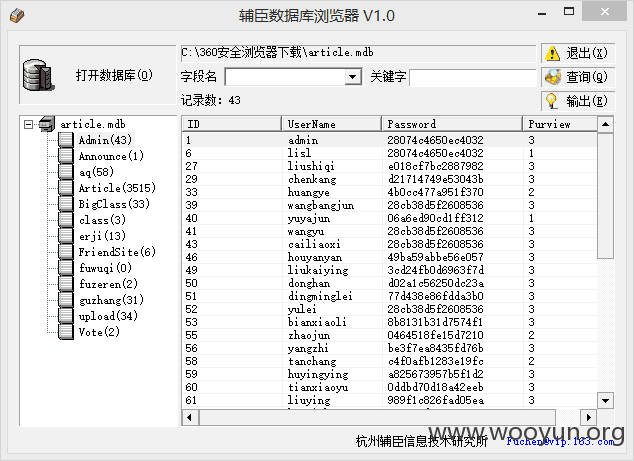 辅臣数据库浏览器 V1.0
打开数据库(O)
C:\360安全浏览器下载\article.mdb
退出(X)
字段名
关键字
查询(Q)
记录数：43
输出(E)
article.mdb
Admin(43)
Announce(1)
aq(58)
Article(3515)
BigClass(33)
class(3)
erji(13)
FriendSite(6)
fuwuqi(0)
fuzeren(2)
guzhang(31)
upload(34)
Vote(2)
ID UserName Password Purview
1 admin 28074c4650ec4032 3
6 lisl 28074c4650ec4032 1
27 liushiqi e018cf7bc2887982 3
29 chenkang d21714749e53043b 3
33 huangye 4b0cc477a951f370 2
39 wangbangjun 28cb38d5f2608536 3
40 yuyajun 06a6ed90cd1ff312 1
41 wangyu 28cb38d5f2608536 3
43 cailiaoxi 28cb38d5f2608536 3
46 houyanyan 49ba59abbe56e057 3
49 liukaiying 3cd24fb0d6963f7d 3
50 donghan d02a1c56250dc23a 3
51 dingminglei 77d438e86fdda3b0 3
52 yulei 28cb38d5f2608536 3
53 bianxiaoli 8b8131b31d7574f1 3
55 zhaojun 0464518fe15d7210 2
56 yangzhi be3f7ea8435fd76b 3
58 tanchang c4f0afb1283e19fc 2
59 huyingying a825673957b5f1d2 3
60 tianxiaoyu 0ddbd70d18a42eeb 3
61 liuying 989f1c826fad05ea 3
杭州辅臣信息技术研究所 Fuchen@vip.163.com
www.wooyun.org